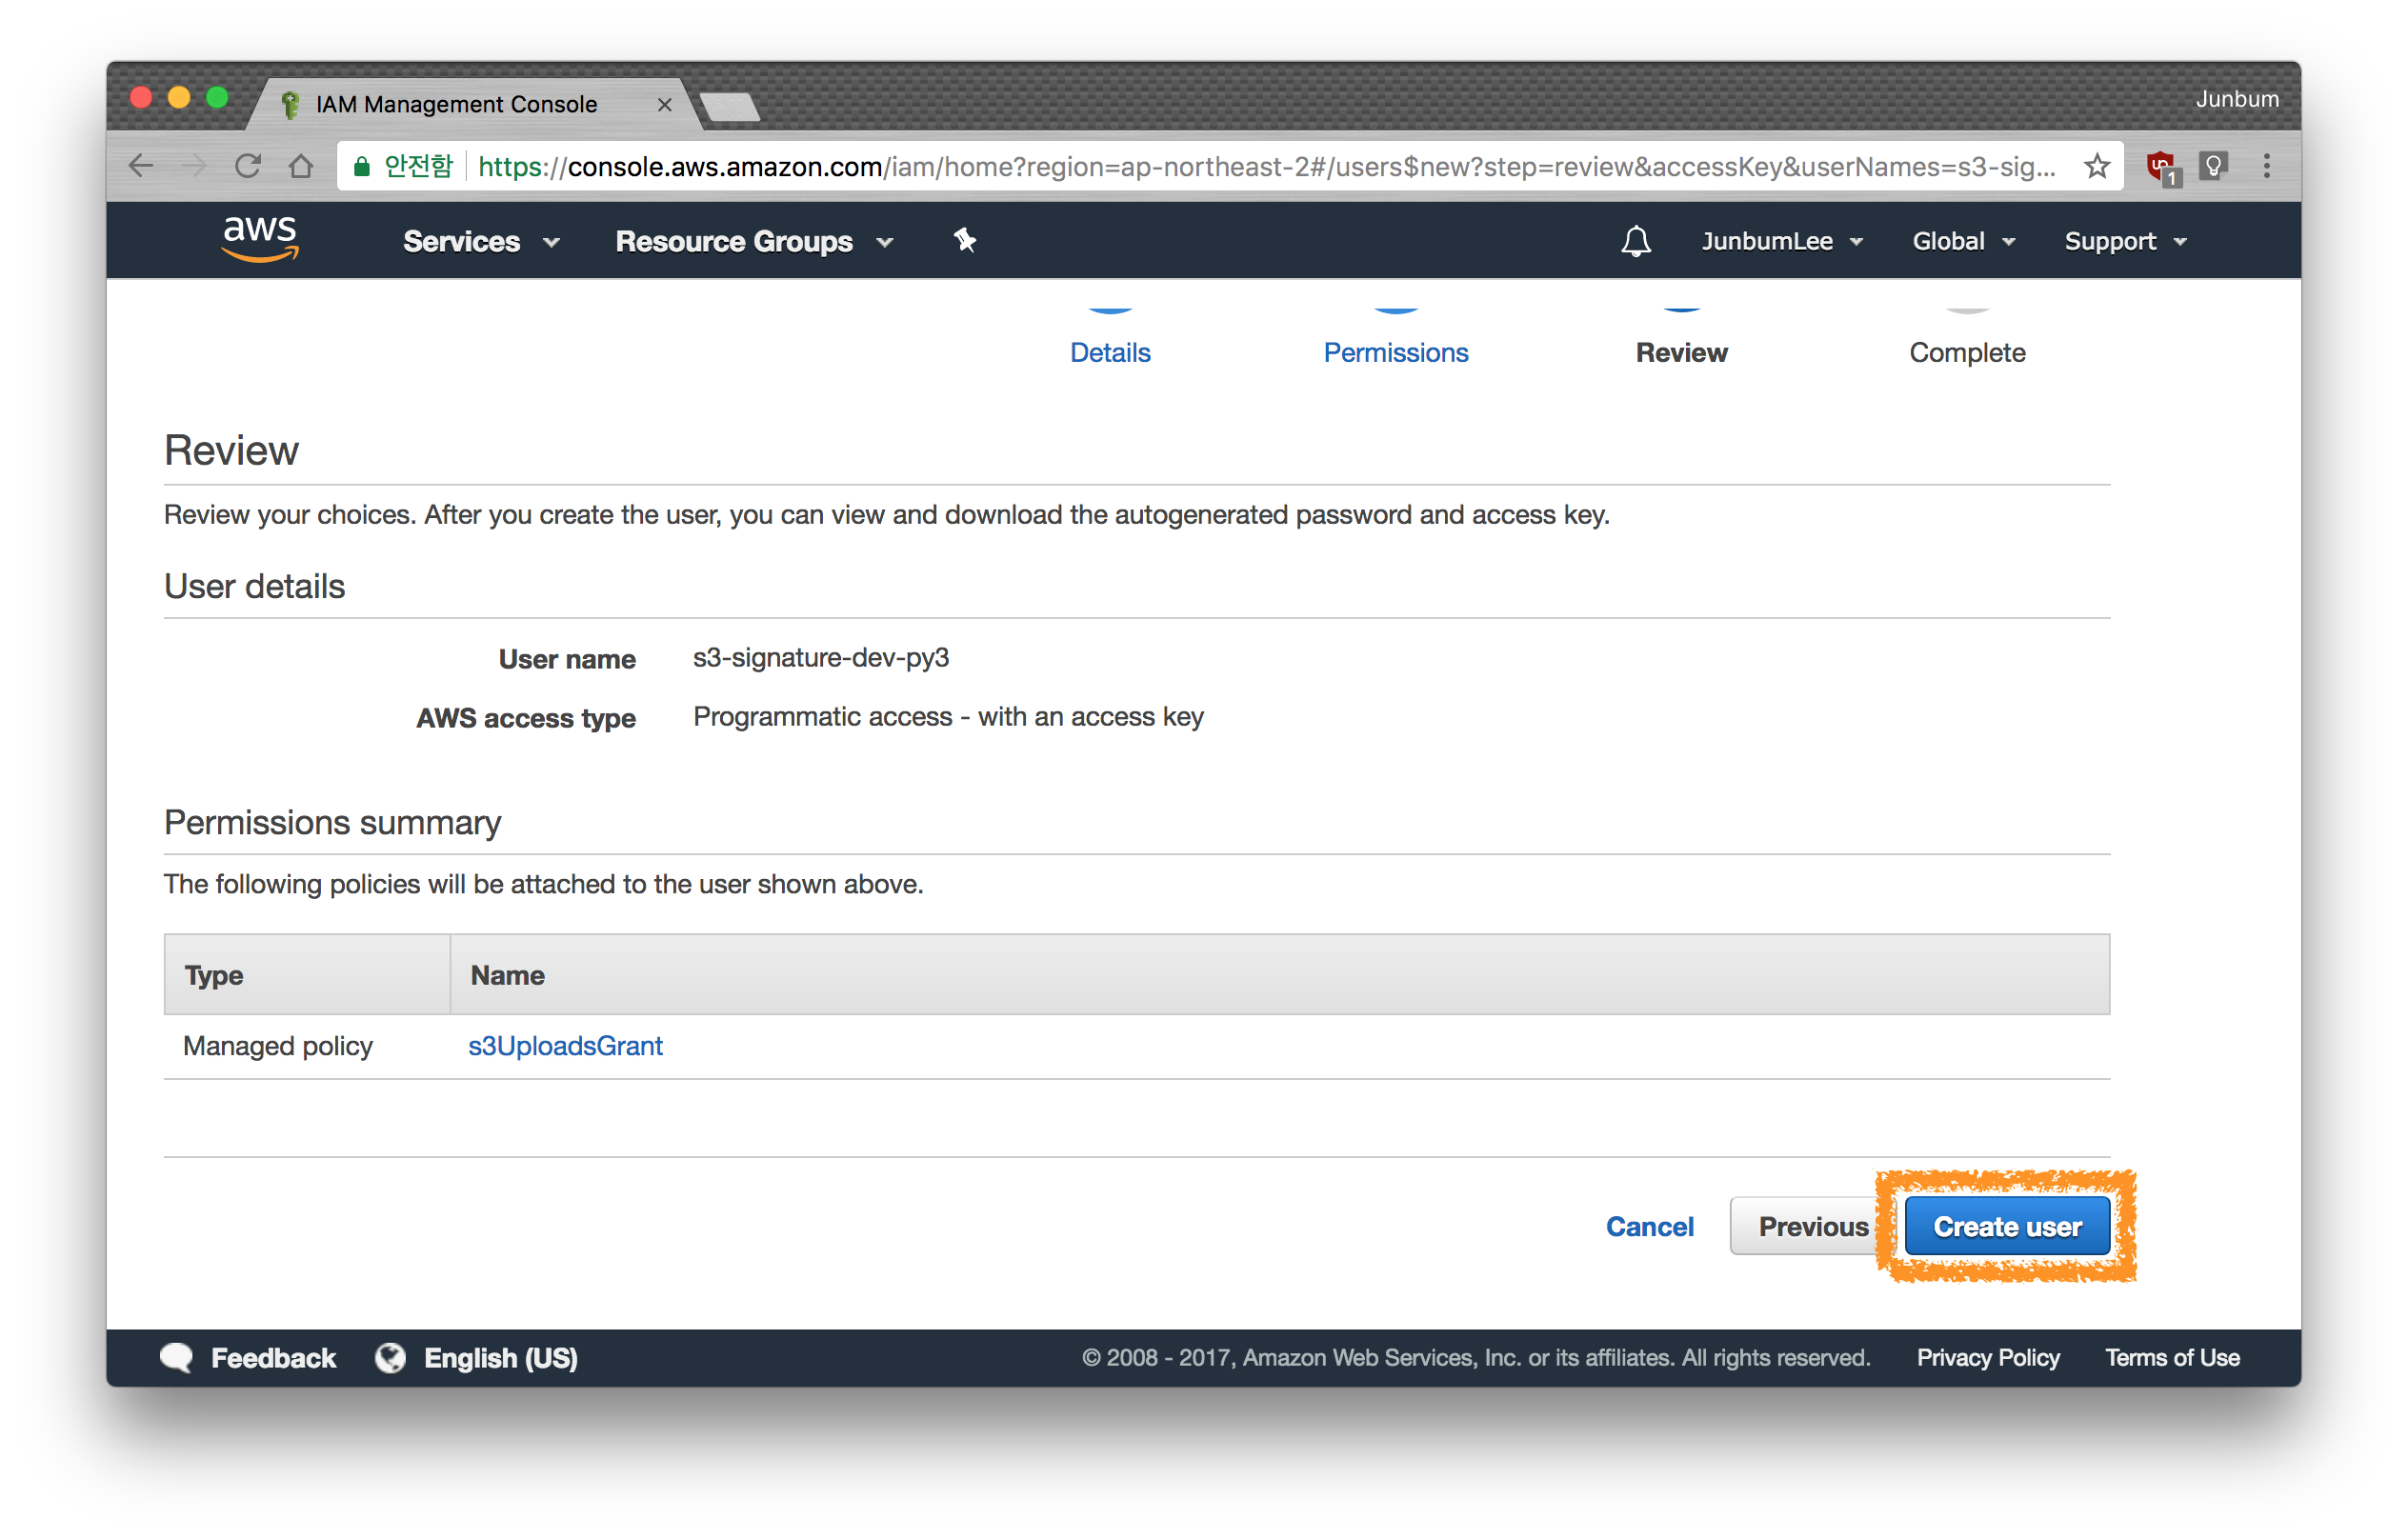 IAM Management Console
Junbum
안전함 https://console.aws.amazon.com/iam/home?region=ap-northeast-2#/users$new?step=review&accessKey&userNames=s3-sig...
1
aws Services Resource Groups JunbumLee Global Support
Details Permissions Review Complete
Review
Review your choices. After you create the user, you can view and download the autogenerated password and access key.
User details
User name s3-signature-dev-py3
AWS access type Programmatic access - with an access key
Permissions summary
The following policies will be attached to the user shown above.
Type Name
Managed policy s3UploadsGrant
Cancel Previous Create user
Feedback English (US) © 2008 - 2017, Amazon Web Services, Inc. or its affiliates. All rights reserved. Privacy Policy Terms of Use